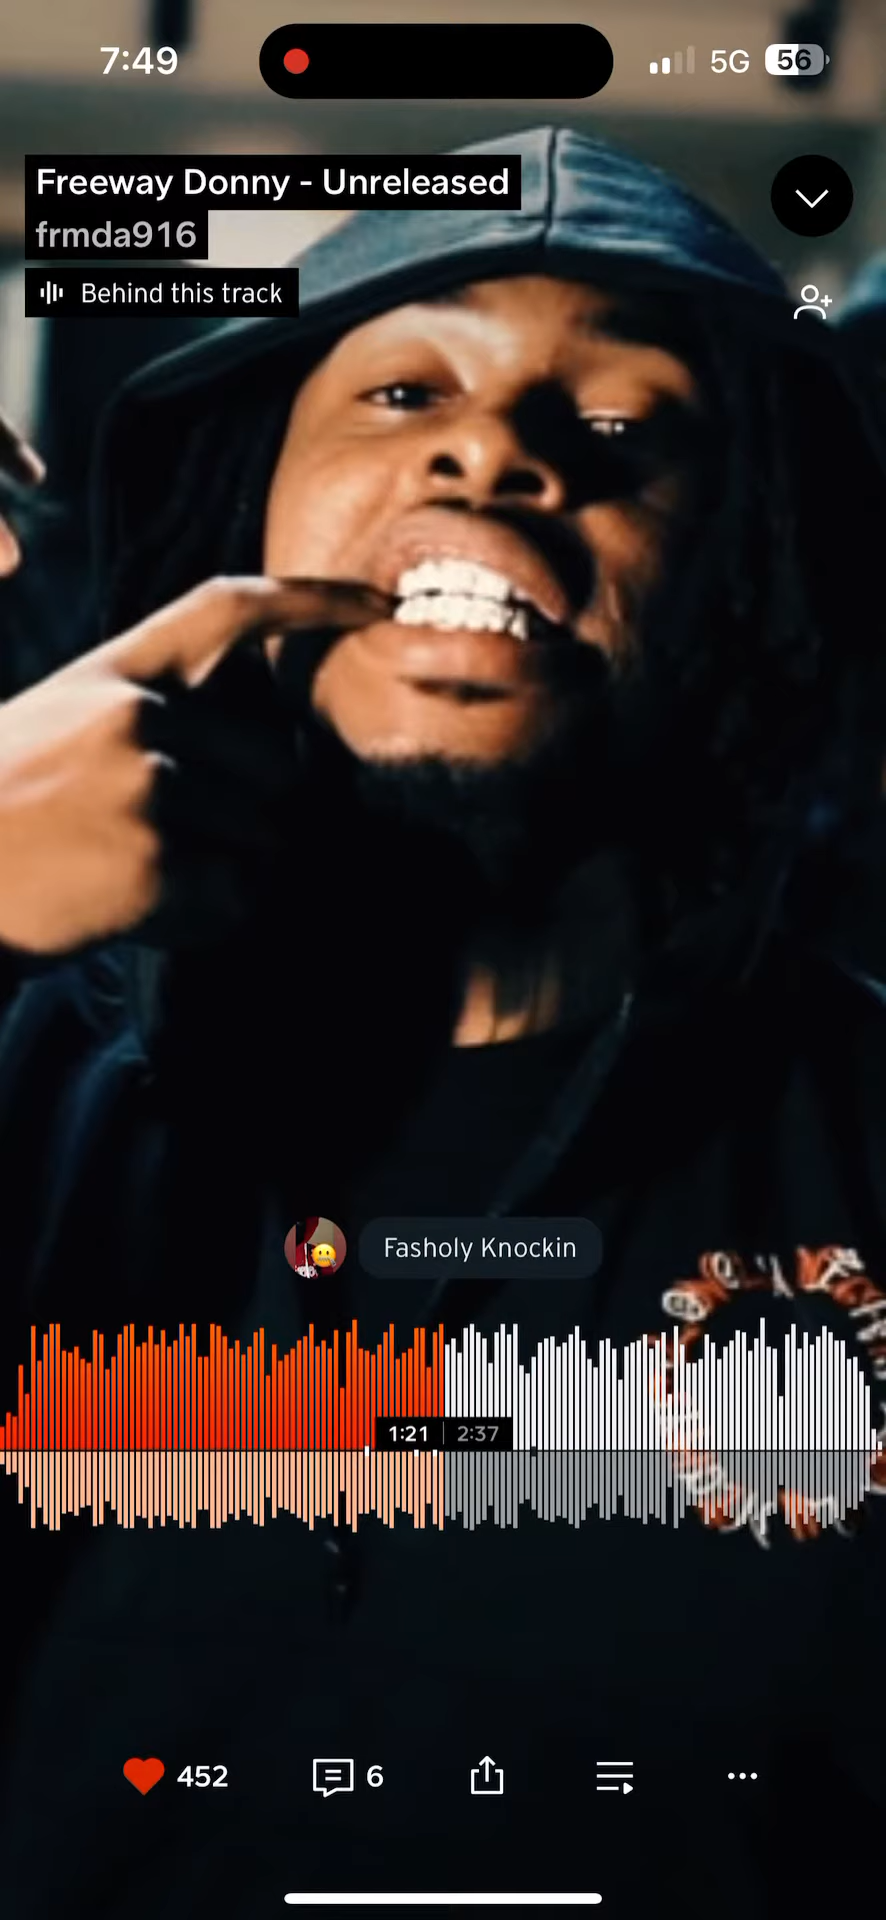 7:49
5G
56
Freeway Donny - Unreleased
frmda916
Behind this track
Fasholy Knockin
1:21
2:37
452
6